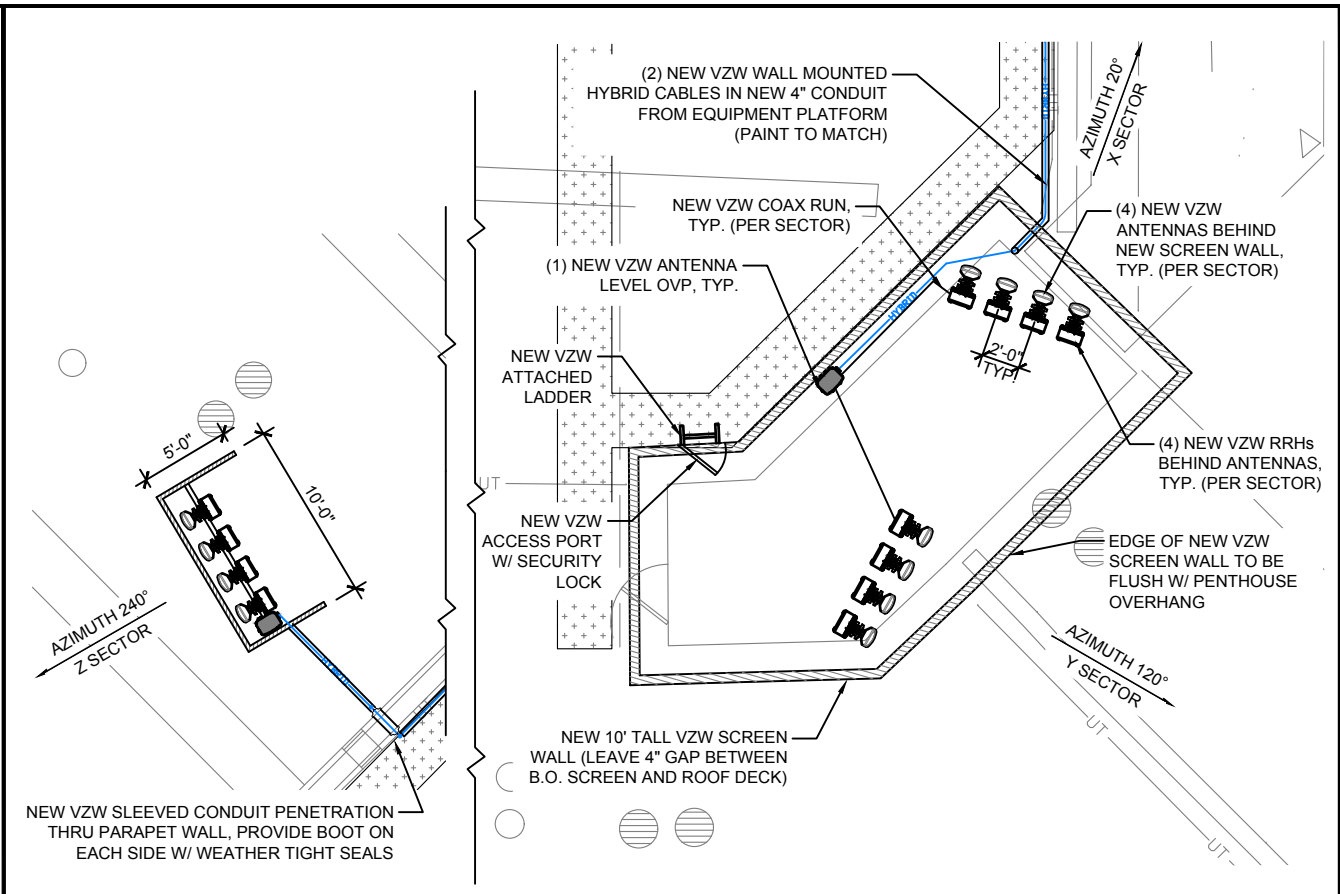 (2) NEW VZW WALL MOUNTED
HYBRID CABLES IN NEW 4" CONDUIT
FROM EQUIPMENT PLATFORM
(PAINT TO MATCH)
HYBRID
AZIMUTH 20°
X SECTOR
NEW VZW COAX RUN,
TYP. (PER SECTOR)
(4) NEW VZW
ANTENNAS BEHIND
NEW SCREEN WALL,
TYP. (PER SECTOR)
(1) NEW VZW ANTENNA
LEVEL OVP, TYP.
HYBRID
2'-0"
TYP.
NEW VZW
ATTACHED
LADDER
(4) NEW VZW RRHs
BEHIND ANTENNAS,
TYP. (PER SECTOR)
5'-0"
10'-0"
UT
NEW VZW
ACCESS PORT
W/ SECURITY
LOCK
EDGE OF NEW VZW
SCREEN WALL TO BE
FLUSH W/ PENTHOUSE
OVERHANG
AZIMUTH 240°
Z SECTOR
HYBRID
AZIMUTH 120°
Y SECTOR
UT
UT
NEW 10' TALL VZW SCREEN
WALL (LEAVE 4" GAP BETWEEN
B.O. SCREEN AND ROOF DECK)
NEW VZW SLEEVED CONDUIT PENETRATION
THRU PARAPET WALL, PROVIDE BOOT ON
EACH SIDE W/ WEATHER TIGHT SEALS